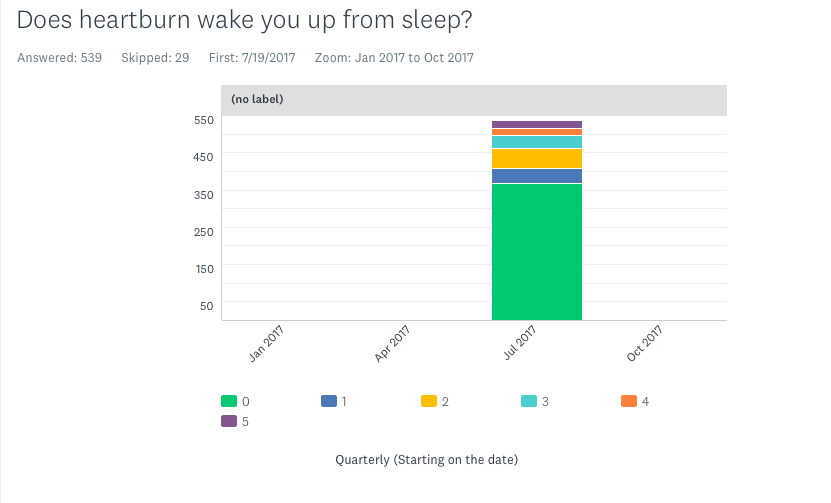 Does heartburn wake you up from sleep?
Answered: 539 Skipped: 29 First: 7/19/2017 Zoom: Jan 2017 to Oct 2017
(no label)
550
450
350
250
150
50
Jan 2017 Apr 2017 Jul 2017 Oct 2017
0 1 2 3 4
5
Quarterly (Starting on the date)